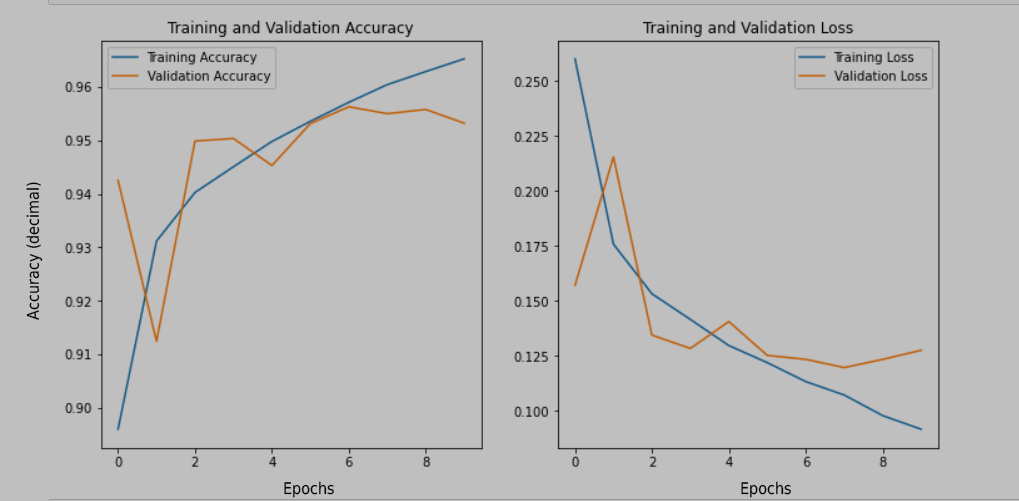 Training and Validation Accuracy
Training Accuracy
Validation Accuracy
0.96
0.95
0.94
0.93
0.92
0.91
0.90
Accuracy (decimal)
0 2 4 6 8
Epochs
Training and Validation Loss
Training Loss
Validation Loss
0.250
0.225
0.200
0.175
0.150
0.125
0.100
0 2 4 6 8
Epochs